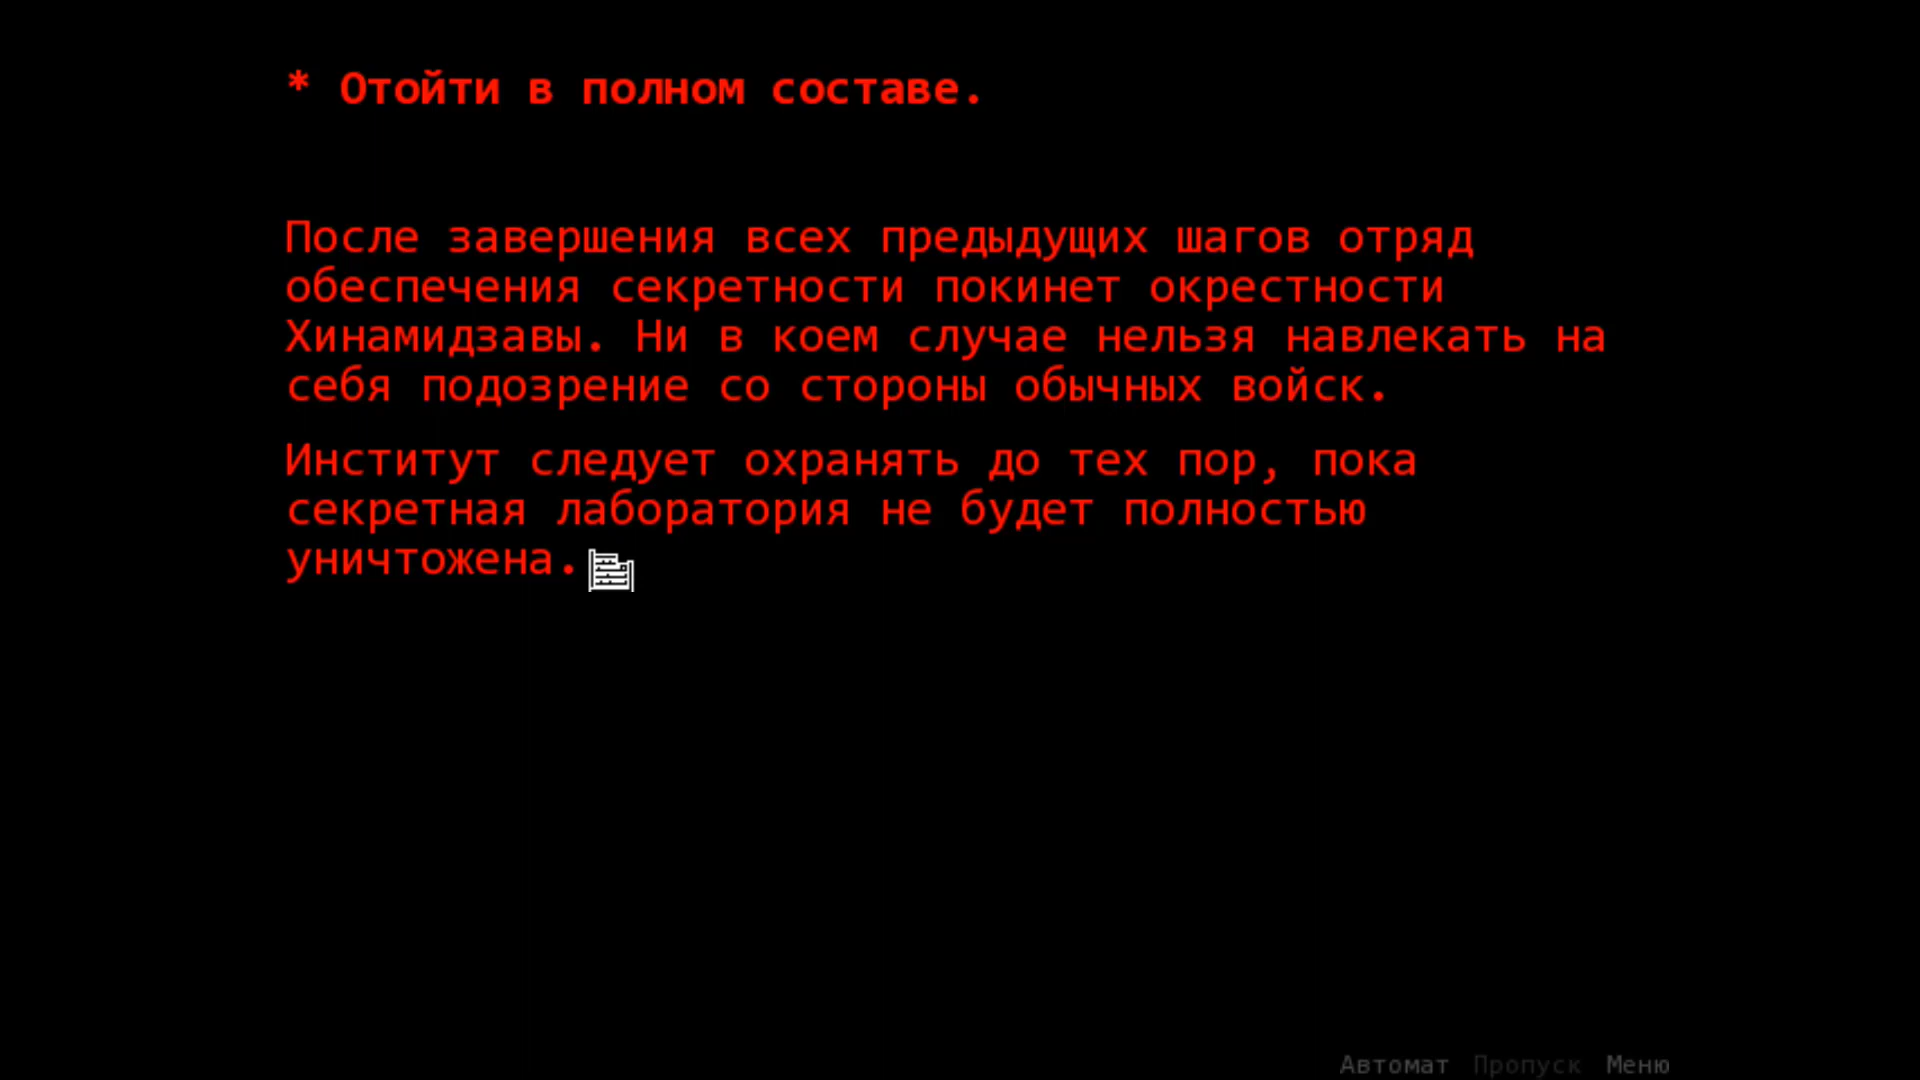 * Отойти в полном составе.
После завершения всех предыдущих шагов отряд
обеспечения секретности покинет окрестности
Хинамидзавы. Ни в коем случае нельзя навлекать на
себя подозрение со стороны обычных войск.
Институт следует охранять до тех пор, пока
секретная лаборатория не будет полностью
уничтожена.
Автомат Пропуск Меню